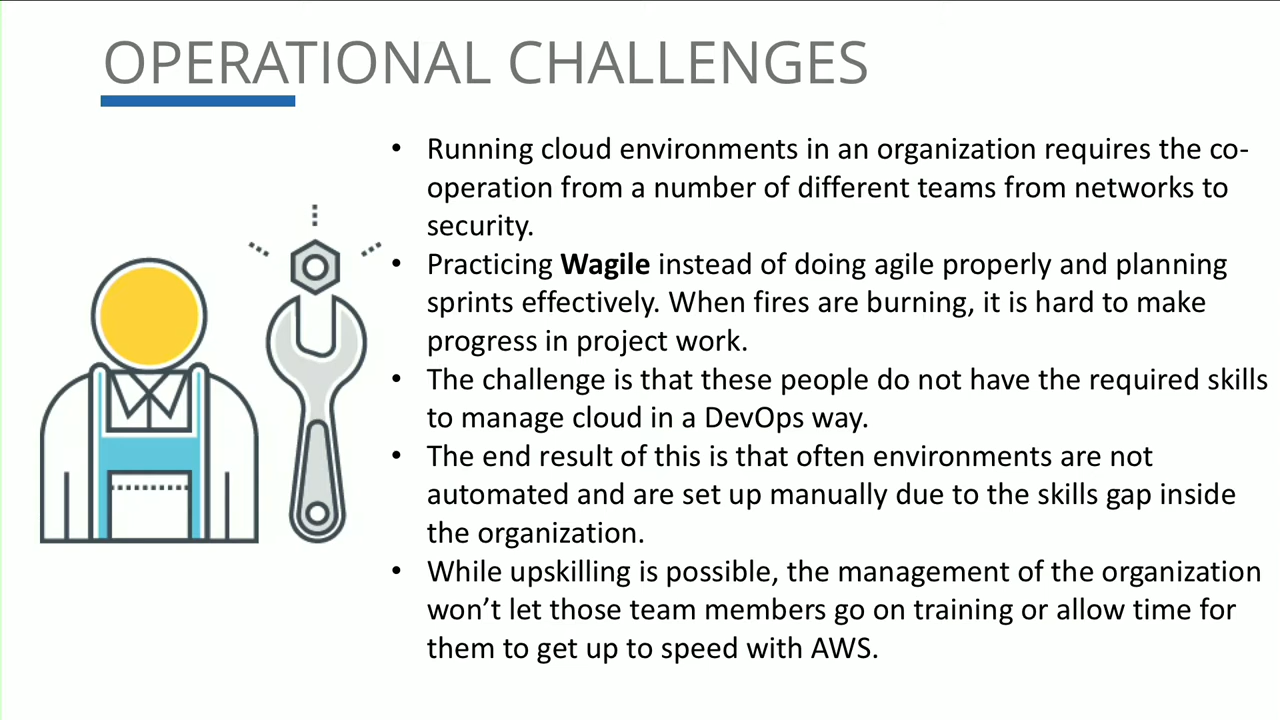 OPERATIONAL CHALLENGES
• Running cloud environments in an organization requires the co-
operation from a number of different teams from networks to
security.
• Practicing Wagile instead of doing agile properly and planning
sprints effectively. When fires are burning, it is hard to make
progress in project work.
• The challenge is that these people do not have the required skills
to manage cloud in a DevOps way.
• The end result of this is that often environments are not
automated and are set up manually due to the skills gap inside
the organization.
• While upskilling is possible, the management of the organization
won’t let those team members go on training or allow time for
them to get up to speed with AWS.